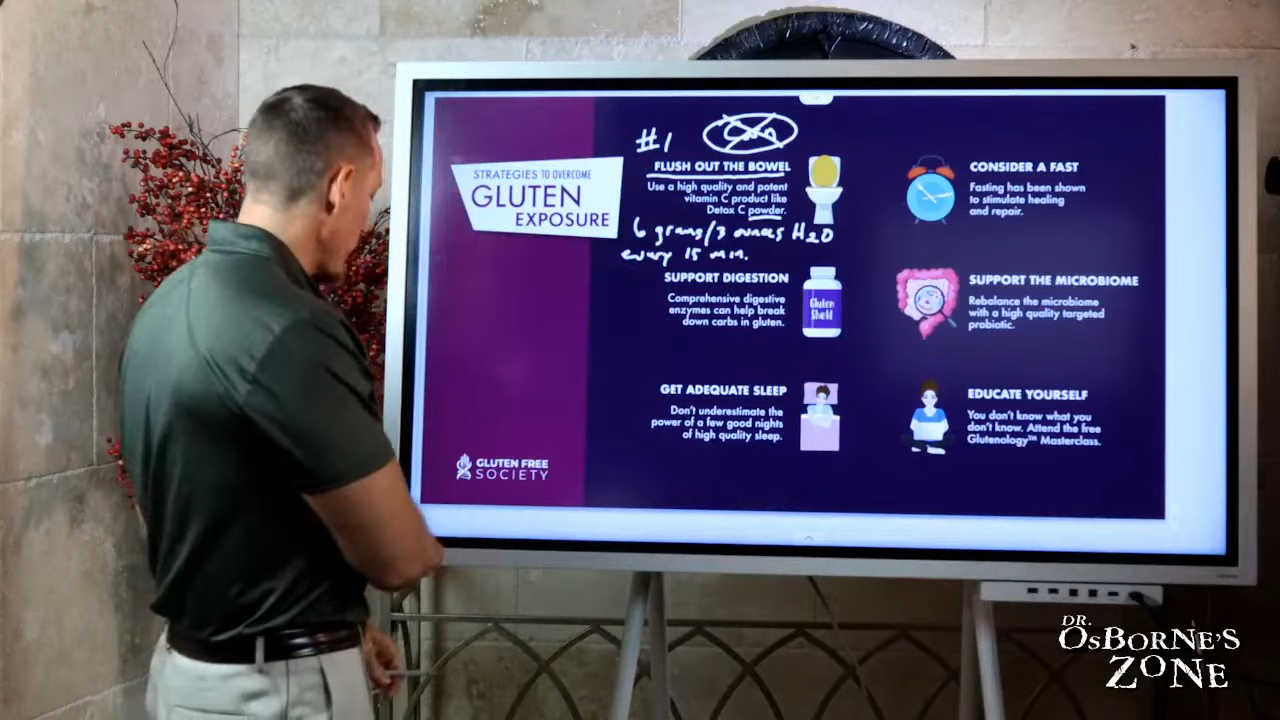 STRATEGIES TO OVERCOME
GLUTEN
EXPOSURE
#1
FLUSH OUT THE BOWEL
Use a high quality and potent
vitamin C product like
Detox C powder.
6 grams/3 ounces H2O
every 15 min.
SUPPORT DIGESTION
Comprehensive digestive
enzymes can help break
down carbs in gluten.
Gluten
Shield
GET ADEQUATE SLEEP
Don't underestimate the
power of a few good nights
of high quality sleep.
CONSIDER A FAST
Fasting has been shown
to stimulate healing
and repair.
SUPPORT THE MICROBIOME
Rebalance the microbiome
with a high quality targeted
probiotic.
EDUCATE YOURSELF
You don't know what you
don't know. Attend the free
Glutenology™ Masterclass.
GLUTEN FREE
SOCIETY
DR.
OSBORNE'S
ZONE